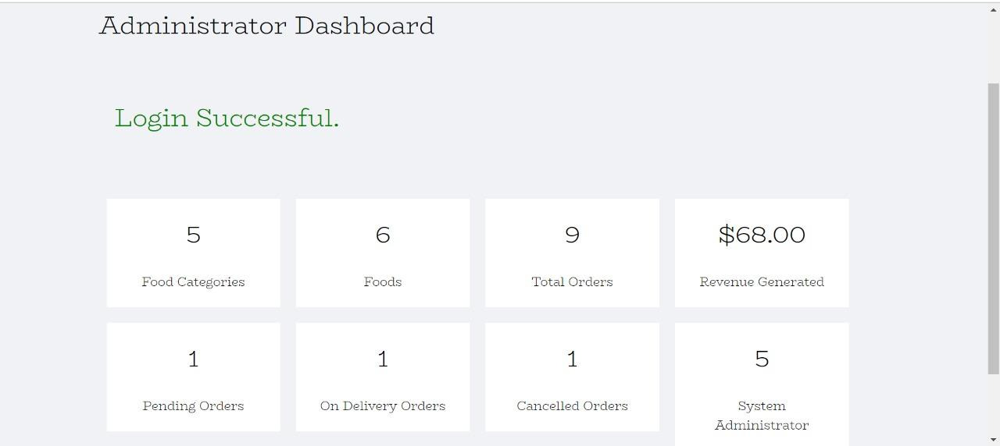 Administrator Dashboard
Login Successful.
5
Food Categories
6
Foods
9
Total Orders
$68.00
Revenue Generated
1
Pending Orders
1
On Delivery Orders
1
Cancelled Orders
5
System
Administrator